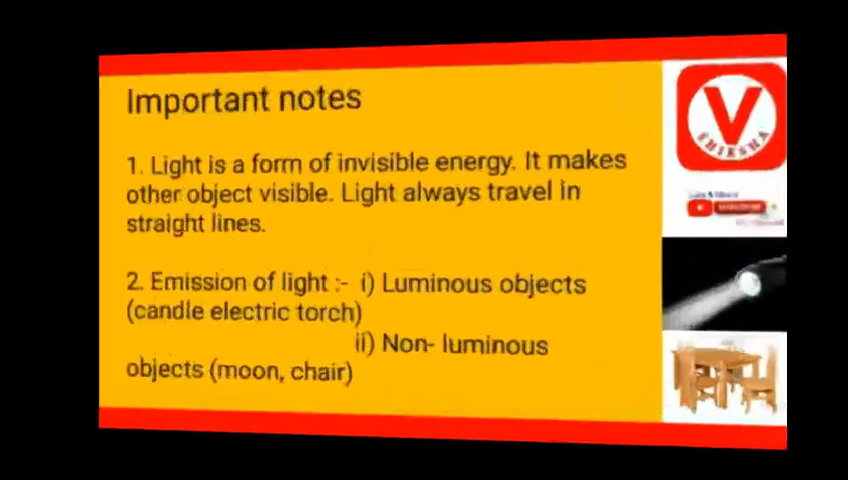 Important notes
1. Light is a form of invisible energy. It makes
other object visible. Light always travel in
straight lines.
2. Emission of light :- i) Luminous objects
(candle electric torch)
ii) Non- luminous
objects (moon, chair)
V
SHIKSHA